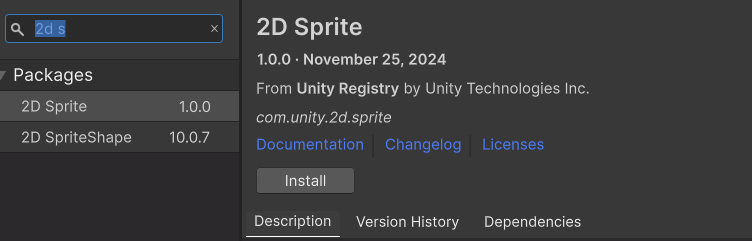 2d s
Packages
2D Sprite 1.0.0
2D SpriteShape 10.0.7
2D Sprite
1.0.0 · November 25, 2024
From Unity Registry by Unity Technologies Inc.
com.unity.2d.sprite
Documentation Changelog Licenses
Install
Description Version History Dependencies